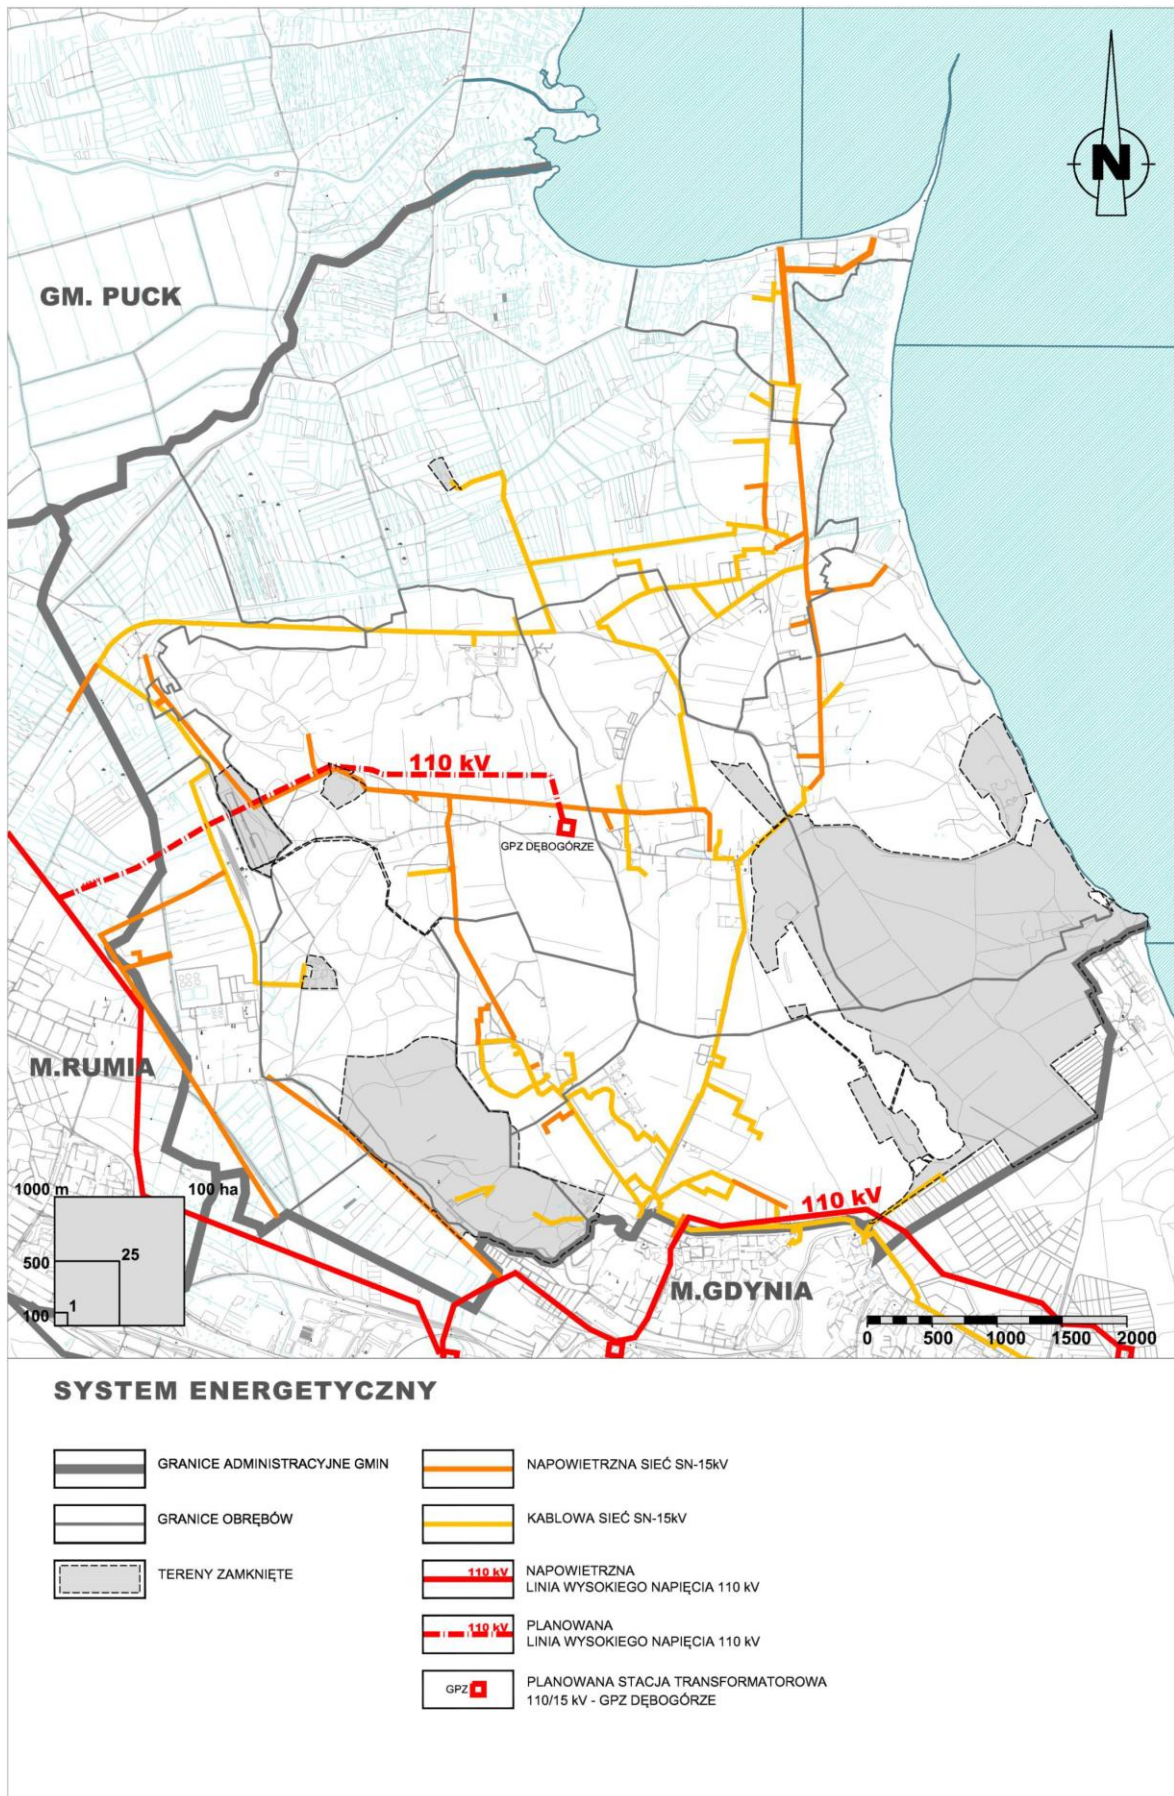 N
GM. PUCK
110 kV
GPZ DĘBOGÓRZE
M.RUMIA
1000 m
100 ha
500
25
100
1
110 kV
M.GDYNIA
0 500 1000 1500 2000
SYSTEM ENERGETYCZNY
GRANICE ADMINISTRACYJNE GMIN
GRANICE OBRĘBÓW
TERENY ZAMKNIĘTE
NAPOWIETRZNA SIEĆ SN-15kV
KABLOWA SIEĆ SN-15kV
110 kV
NAPOWIETRZNA
LINIA WYSOKIEGO NAPIĘCIA 110 kV
110 kV
PLANOWANA
LINIA WYSOKIEGO NAPIĘCIA 110 kV
GPZ
PLANOWANA STACJA TRANSFORMATOROWA
110/15 kV - GPZ DĘBOGÓRZE